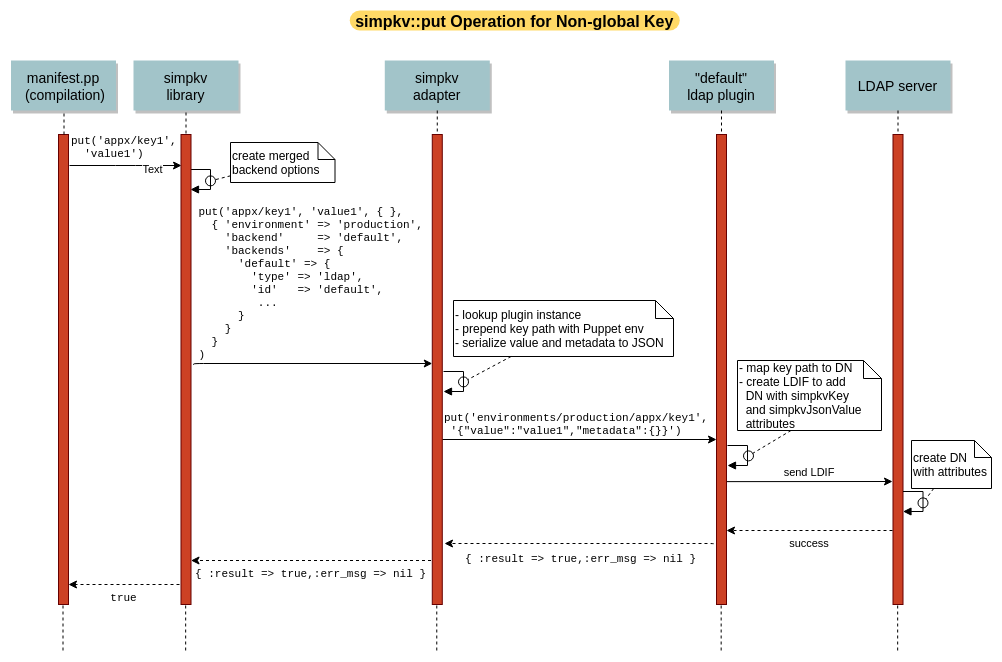 simpkv::put Operation for Non-global Key
manifest.pp
(compilation)
simpkv
library
simpkv
adapter
"default"
ldap plugin
LDAP server
put('appx/key1',
'value1')
Text
create merged
backend options
put('appx/key1', 'value1', { },
{ 'environment' => 'production',
'backend'     => 'default',
'backends'    => {
'default' => {
'type' => 'ldap',
'id'   => 'default',
...
}
}
}
)
- lookup plugin instance
- prepend key path with Puppet env
- serialize value and metadata to JSON
put('environments/production/appx/key1',
'{"value":"value1","metadata":{}}')
- map key path to DN
- create LDIF to add
DN with simpkvKey
and simpkvJsonValue
attributes
send LDIF
create DN
with attributes
success
{ :result => true,:err_msg => nil }
{ :result => true,:err_msg => nil }
true